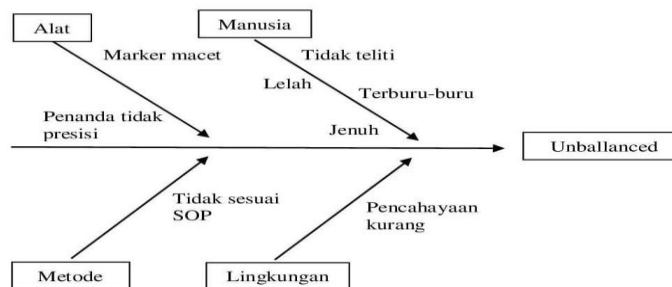 Alat
Manusia
Marker macet
Tidak teliti
Lelah
Terburu-buru
Penanda tidak
presisi
Jenuh
Unballanced
Tidak sesuai
SOP
Pencahayaan
kurang
Metode
Lingkungan